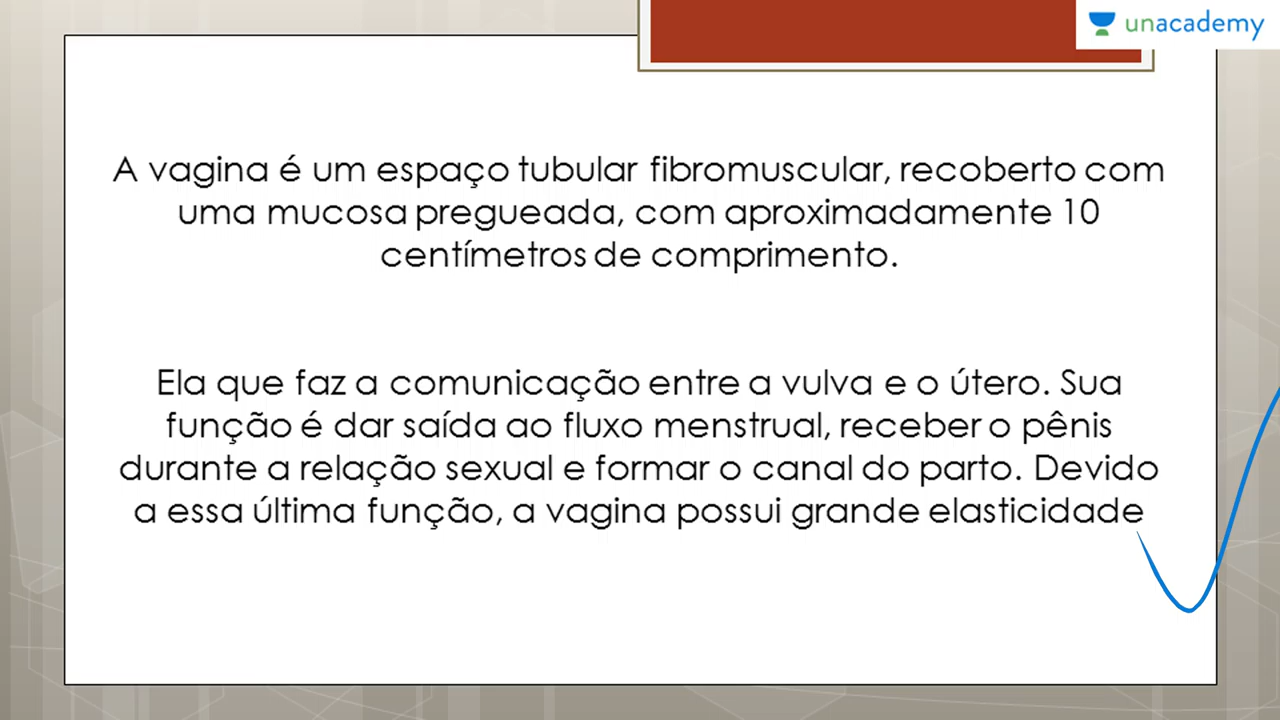 unacademy
A vagina é um espaço tubular fibromuscular, recoberto com
uma mucosa pregueada, com aproximadamente 10
centímetros de comprimento.
Ela que faz a comunicação entre a vulva e o útero. Sua
função é dar saída ao fluxo menstrual, receber o pênis
durante a relação sexual e formar o canal do parto. Devido
a essa última função, a vagina possui grande elasticidade